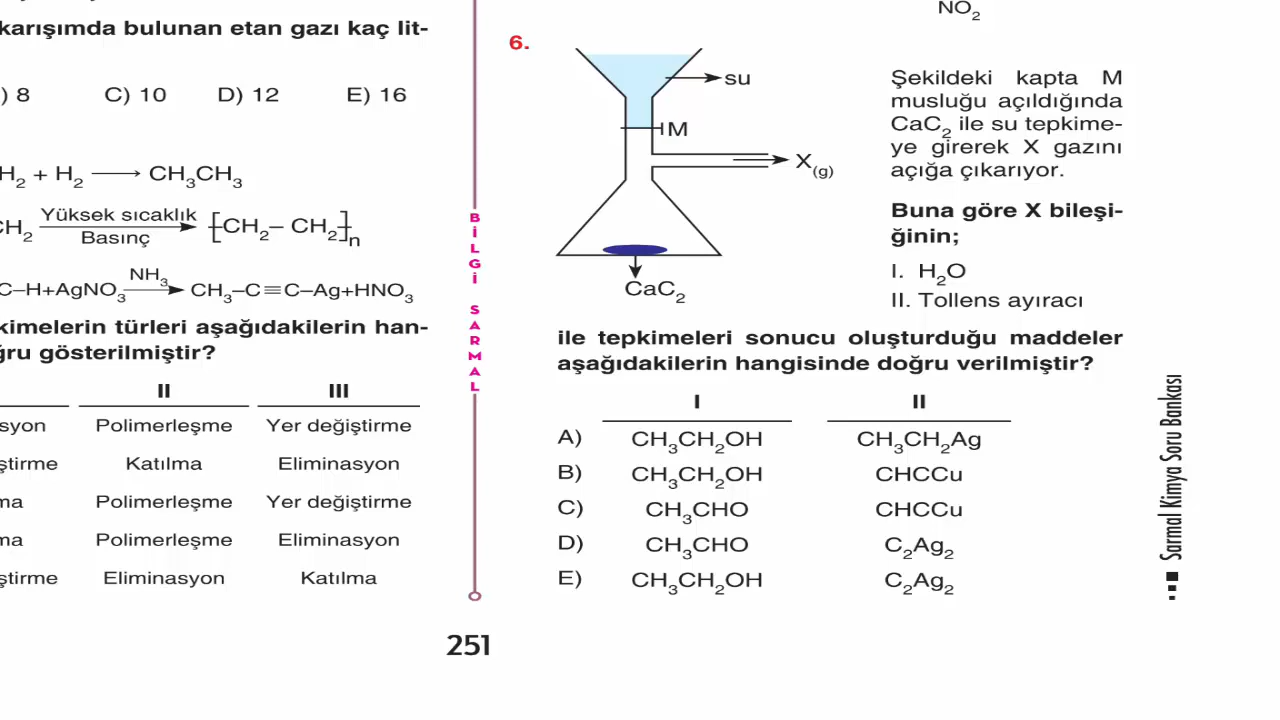 karışımda bulunan etan gazı kaç lit-
) 8 C) 10 D) 12 E) 16
H2 + H2 ⟶ CH3CH3
CH2 Yüksek sıcaklık Basınç [CH2– CH2]n
C–H+AgNO3 NH3 CH3–C≡C–Ag+HNO3
kimelerin türleri aşağıdakilerin han-
ğru gösterilmiştir?
II III
syon Polimerleşme Yer değiştirme
ştirme Katılma Eliminasyon
ma Polimerleşme Yer değiştirme
ma Polimerleşme Eliminasyon
ştirme Eliminasyon Katılma
BİLGİ SARMAL
251
NO2
6.
su
M
X(g)
CaC2
Şekildeki kapta M
musluğu açıldığında
CaC2 ile su tepkime-
ye girerek X gazını
açığa çıkarıyor.
Buna göre X bileşi-
ğinin;
I. H2O
II. Tollens ayıracı
ile tepkimeleri sonucu oluşturduğu maddeler
aşağıdakilerin hangisinde doğru verilmiştir?
I II
A) CH3CH2OH CH3CH2Ag
B) CH3CH2OH CHCCu
C) CH3CHO CHCCu
D) CH3CHO C2Ag2
E) CH3CH2OH C2Ag2
Sarmal Kimya Soru Bankası